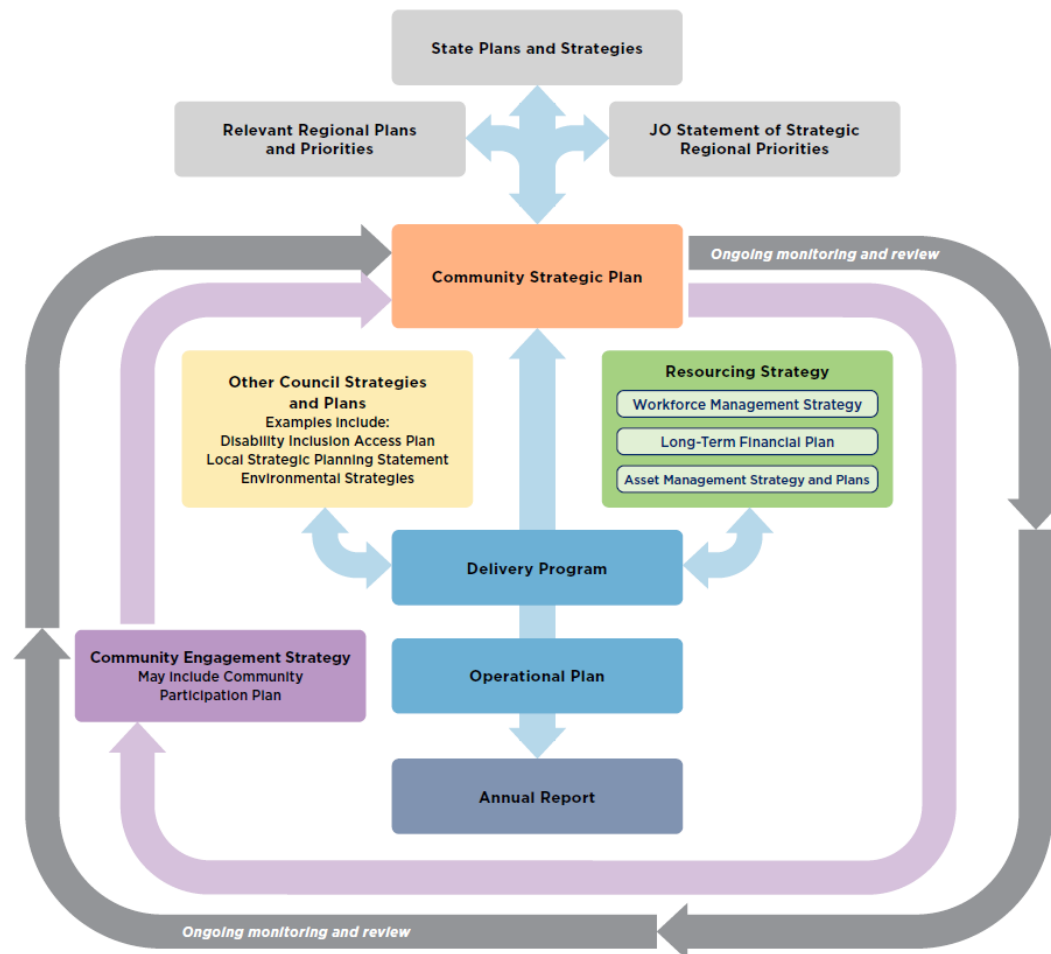 State Plans and Strategies
Relevant Regional Plans
and Priorities
JO Statement of Strategic
Regional Priorities
Ongoing monitoring and review
Community Strategic Plan
Other Council Strategies
and Plans
Examples include:
Disability Inclusion Access Plan
Local Strategic Planning Statement
Environmental Strategies
Resourcing Strategy
Workforce Management Strategy
Long-Term Financial Plan
Asset Management Strategy and Plans
Delivery Program
Community Engagement Strategy
May include Community
Participation Plan
Operational Plan
Annual Report
Ongoing monitoring and review